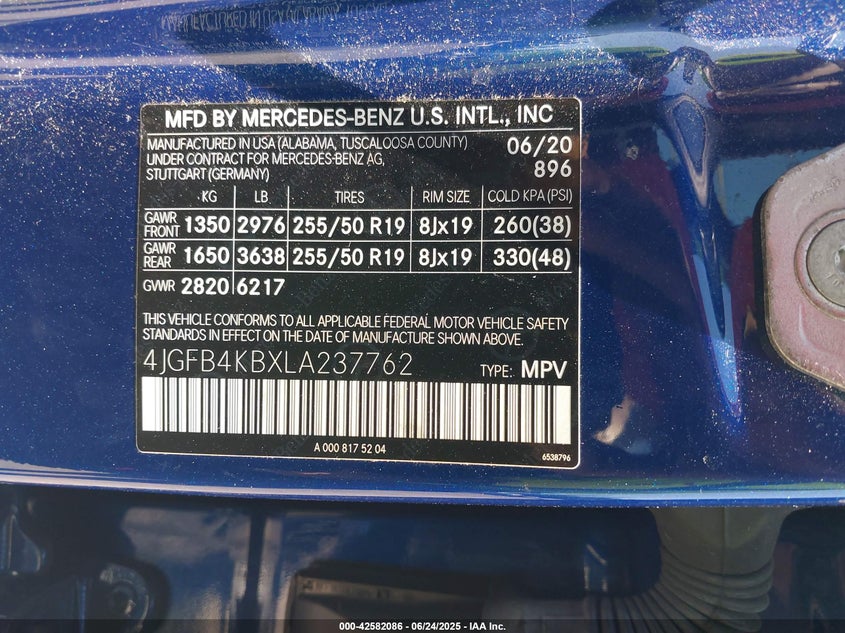 MFD BY MERCEDES-BENZ U.S. INTL., INC
MANUFACTURED IN USA (ALABAMA, TUSCALOOSA COUNTY) 06/20
UNDER CONTRACT FOR MERCEDES-BENZ AG, 896
STUTTGART (GERMANY)
KG LB TIRES RIM SIZE COLD KPA (PSI)
GAWR FRONT 1350 2976 255/50 R19 8Jx19 260(38)
GAWR REAR 1650 3638 255/50 R19 8Jx19 330(48)
GVWR 2820 6217
THIS VEHICLE CONFORMS TO ALL APPLICABLE FEDERAL MOTOR VEHICLE SAFETY
STANDARDS IN EFFECT ON THE DATE OF MANUFACTURE SHOWN ABOVE.
4JGFB4KBXLA237762 TYPE: MPV
A 000 817 52 04
6538796
000-42582086 - 06/24/2025 - IAA Inc.